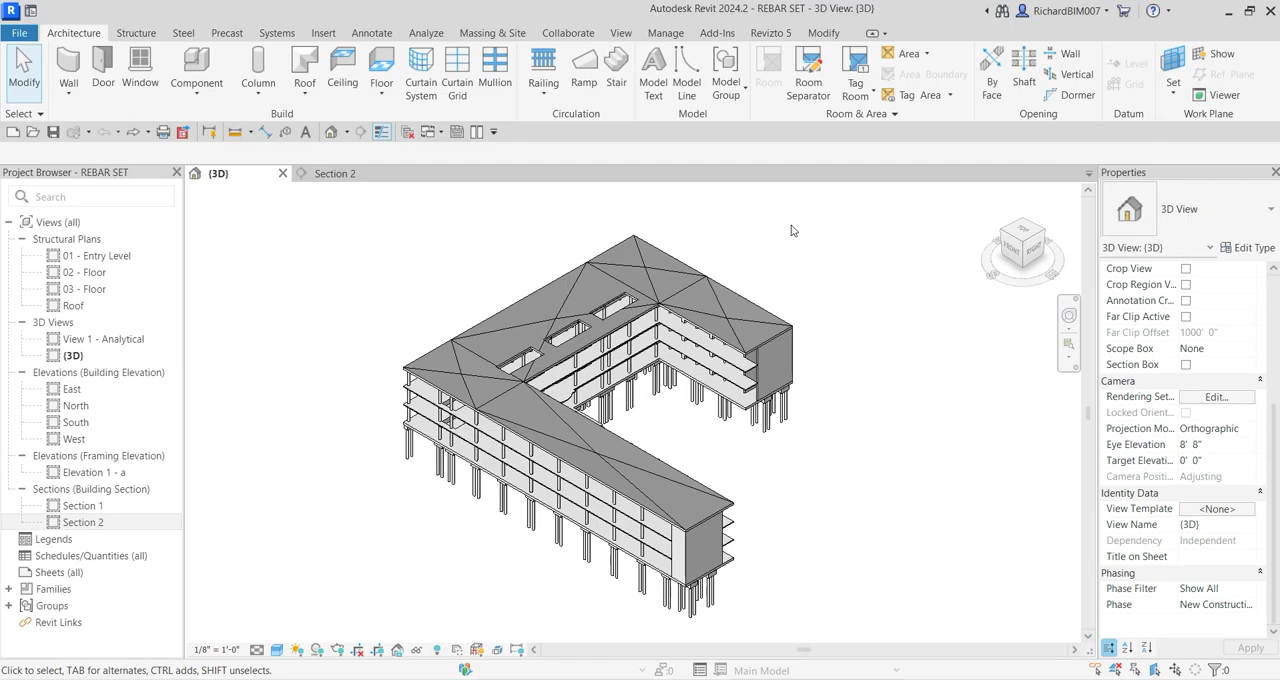 Autodesk Revit 2024.2 - REBAR SET - 3D View: {3D}
RichardBIM007
File Architecture Structure Steel Precast Systems Insert Annotate Analyze Massing & Site Collaborate View Manage Add-Ins Revizto 5 Modify
Modify Wall Door Window Component Column Roof Ceiling Floor Curtain System Curtain Grid Mullion Railing Ramp Stair Model Text Model Line Model Group Room Room Separator Tag Room
Area
Area Boundary
Tag Area
By Face Shaft
Wall
Vertical
Dormer
Level
Grid
Set
Show
Ref Plane
Viewer
Select Build Circulation Model Room & Area Opening Datum Work Plane
Project Browser - REBAR SET
Search
Views (all)
Structural Plans
01 - Entry Level
02 - Floor
03 - Floor
Roof
3D Views
View 1 - Analytical
{3D}
Elevations (Building Elevation)
East
North
South
West
Elevations (Framing Elevation)
Elevation 1 - a
Sections (Building Section)
Section 1
Section 2
Legends
Schedules/Quantities (all)
Sheets (all)
Families
Groups
Revit Links
{3D}
Section 2
TOP
FRONT
RIGHT
Properties
3D View
3D View: {3D} Edit Type
Crop View
Crop Region V...
Annotation Cr...
Far Clip Active
Far Clip Offset 1000' 0"
Scope Box None
Section Box
Camera
Rendering Set... Edit...
Locked Orient...
Projection Mo... Orthographic
Eye Elevation 8' 8"
Target Elevati... 0' 0"
Camera Positi... Adjusting
Identity Data
View Template <None>
View Name {3D}
Dependency Independent
Title on Sheet
Phasing
Phase Filter Show All
Phase New Constructi...
Apply
1/8" = 1'-0"
Click to select, TAB for alternates, CTRL adds, SHIFT unselects.
:0
Main Model
:0